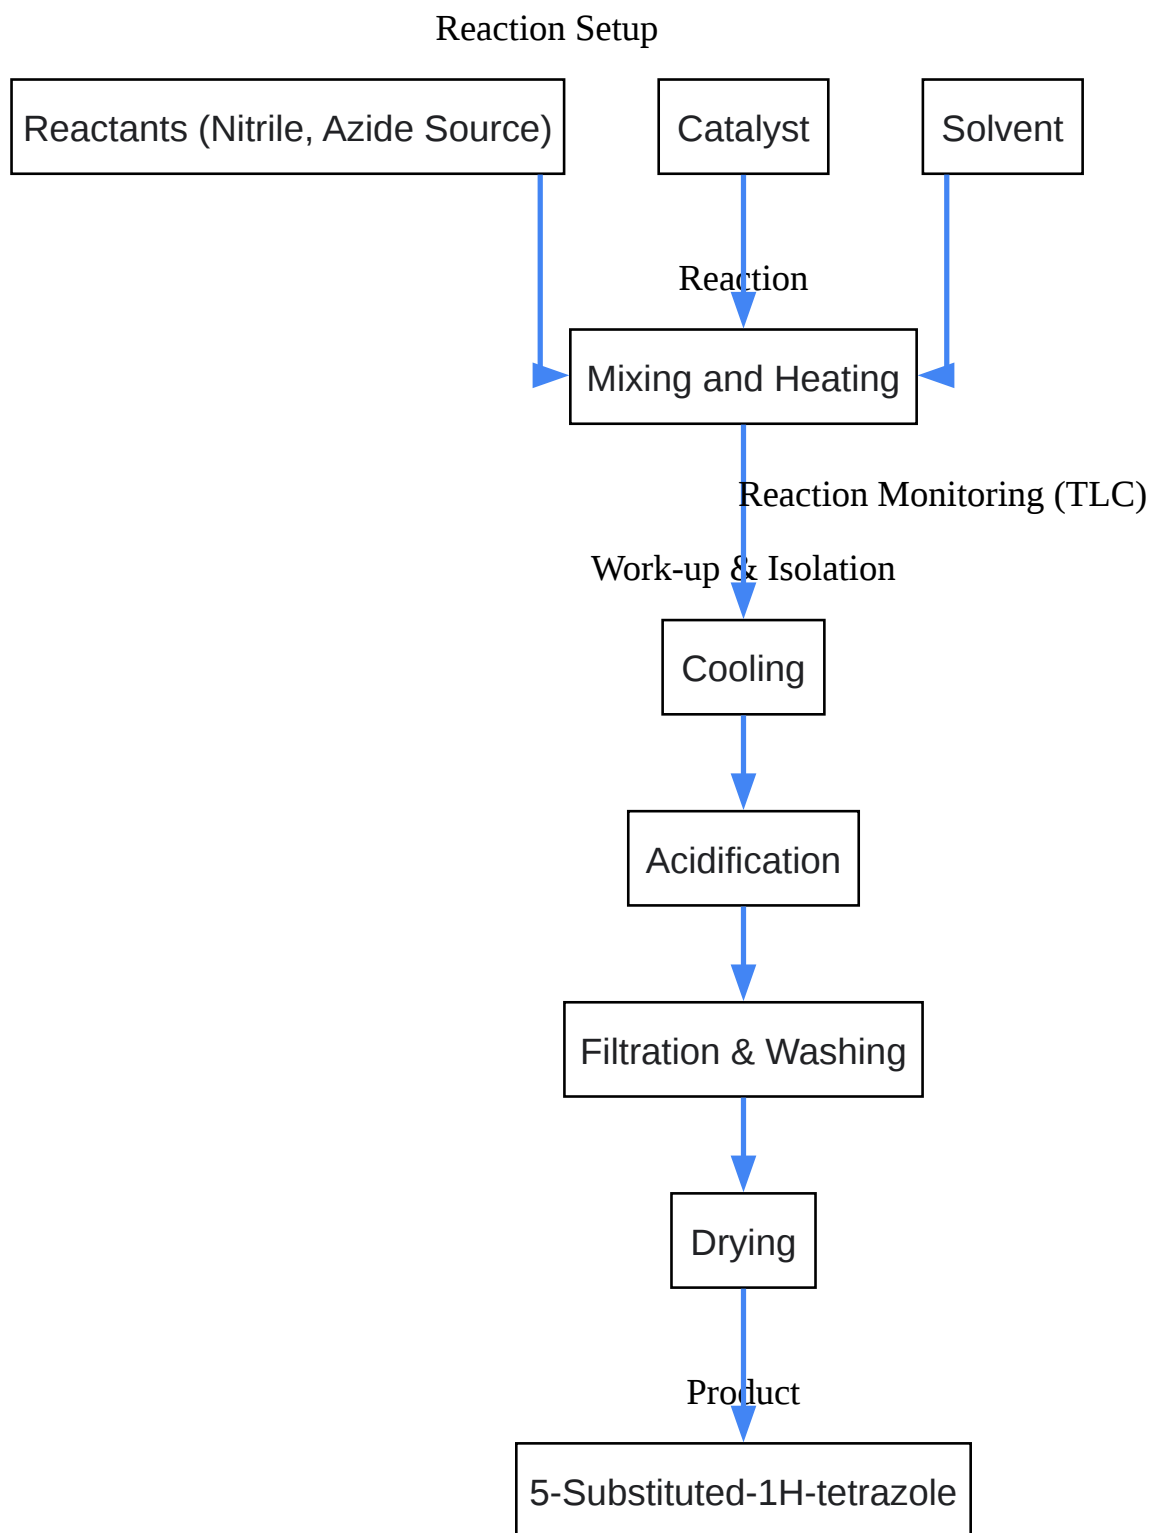 Reaction Setup
Reactants (Nitrile, Azide Source)
Catalyst
Solvent
Reaction
Mixing and Heating
Reaction Monitoring (TLC)
Work-up & Isolation
Cooling
Acidification
Filtration & Washing
Drying
Product
5-Substituted-1H-tetrazole